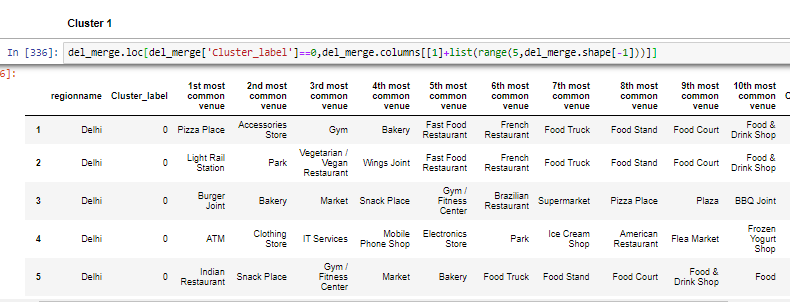 Cluster 1
In [336]: del_merge.loc[del_merge['Cluster_label']==0,del_merge.columns[[1]+list(range(5,del_merge.shape[-1]))]]
6]:
regionname Cluster_label 1st most common venue 2nd most common venue 3rd most common venue 4th most common venue 5th most common venue 6th most common venue 7th most common venue 8th most common venue 9th most common venue 10th most common venue C
1 Delhi 0 Pizza Place Accessories Store Gym Bakery Fast Food Restaurant French Restaurant Food Truck Food Stand Food Court Food & Drink Shop
2 Delhi 0 Light Rail Station Park Vegetarian / Vegan Restaurant Wings Joint Fast Food Restaurant French Restaurant Food Truck Food Stand Food Court Food & Drink Shop
3 Delhi 0 Burger Joint Bakery Market Snack Place Gym / Fitness Center Brazilian Restaurant Supermarket Pizza Place Plaza BBQ Joint
4 Delhi 0 ATM Clothing Store IT Services Mobile Phone Shop Electronics Store Park Ice Cream Shop American Restaurant Flea Market Frozen Yogurt Shop
5 Delhi 0 Indian Restaurant Snack Place Gym / Fitness Center Market Bakery Food Truck Food Stand Food Court Food & Drink Shop Food